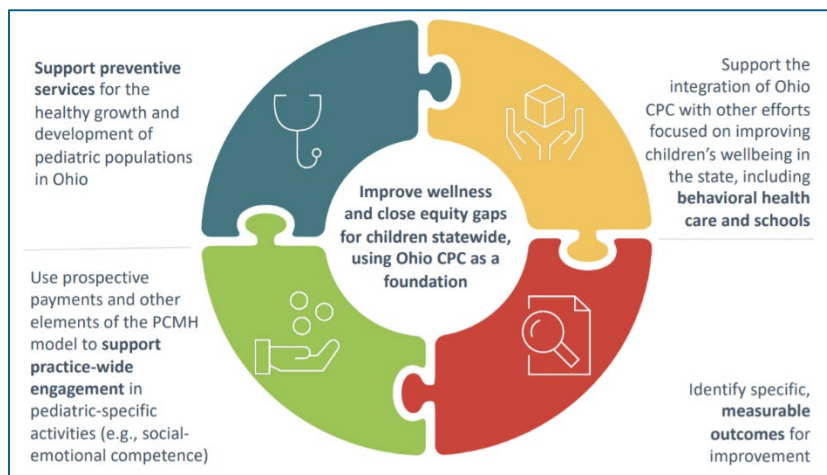 Support preventive
services for the
healthy growth and
development of
pediatric populations
in Ohio
Support the
integration of Ohio
CPC with other efforts
focused on improving
children's wellbeing in
the state, including
behavioral health
care and schools
Improve wellness
and close equity gaps
for children statewide,
using Ohio CPC as a
foundation
Use prospective
payments and other
elements of the PCMH
model to support
practice-wide
engagement in
pediatric-specific
activities (e.g., social-
emotional competence)
Identify specific,
measurable
outcomes for
improvement